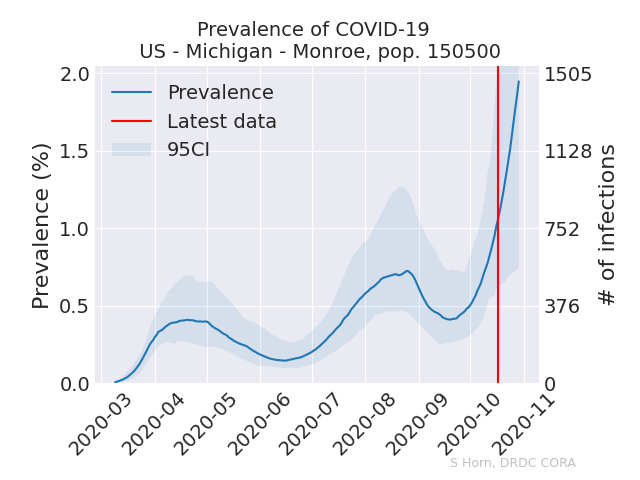 Prevalence of COVID-19
US - Michigan - Monroe, pop. 150500
Prevalence
Latest data
95CI
Prevalence (%)
2.0
1.5
1.0
0.5
0.0
1505
1128
752
376
0
# of infections
2020-03
2020-04
2020-05
2020-06
2020-07
2020-08
2020-09
2020-10
2020-11
S Horn, DRDC CORA